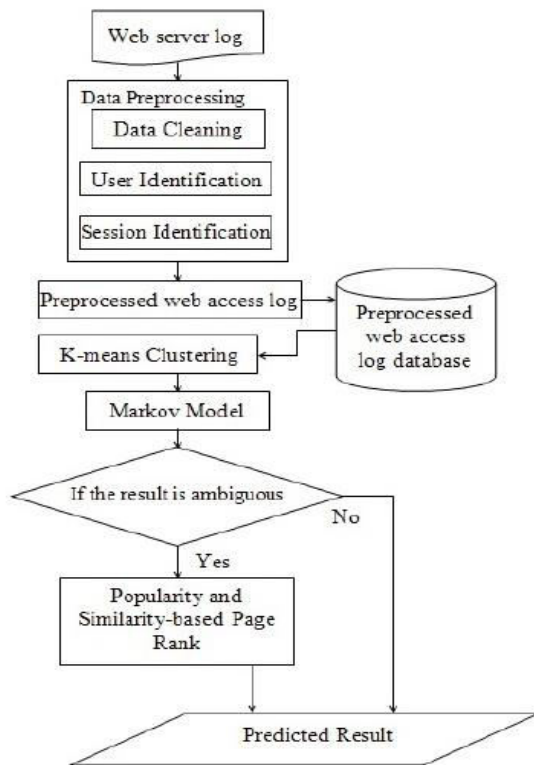 Web server log
Data Preprocessing
Data Cleaning
User Identification
Session Identification
Preprocessed web access log
Preprocessed
web access
log database
K-means Clustering
Markov Model
If the result is ambiguous
No
Yes
Popularity and
Similarity-based Page
Rank
Predicted Result